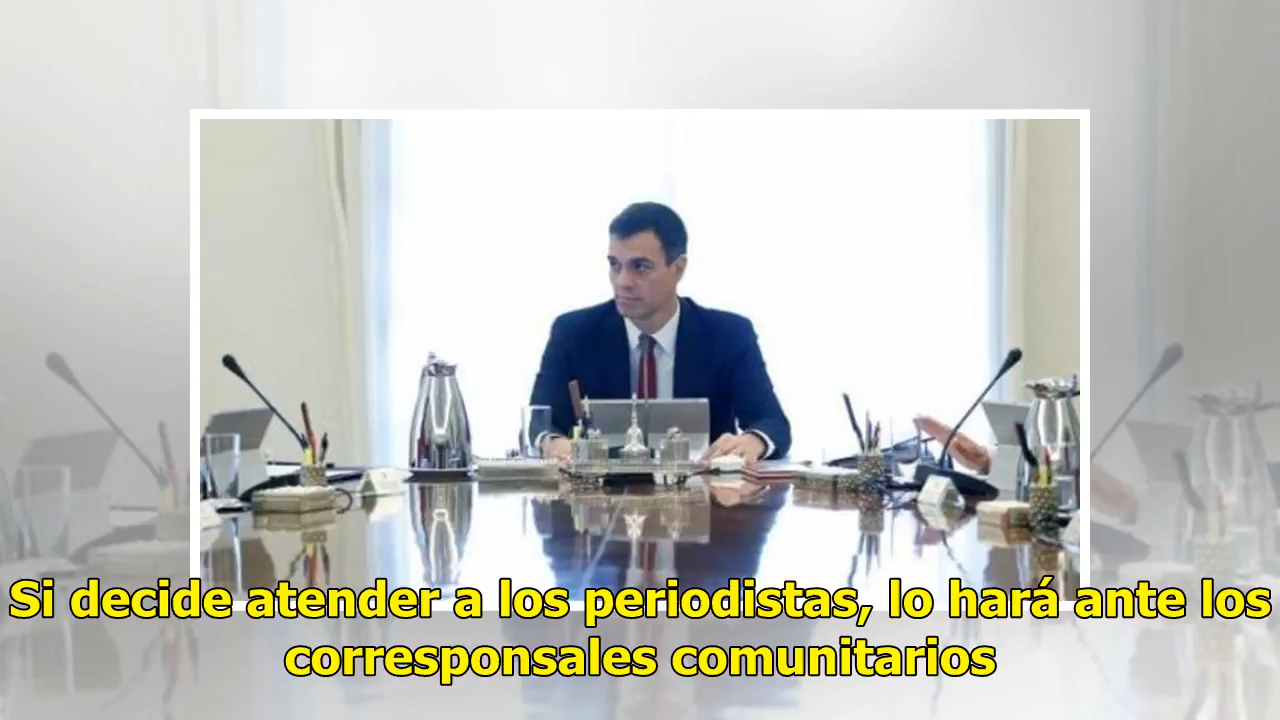 Si decide atender a los periodistas, lo hará ante los
corresponsales comunitarios